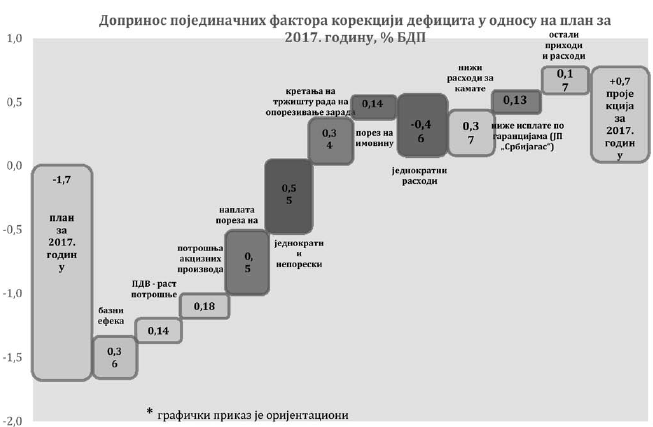 Допринос појединачних фактора корекцији дефицита у односу на план за
2017. годину, % БДП
1,0
0,5
0,0
-0,5
-1,0
-1,5
-2,0
-1,7
план
за
2017.
годин
у
базни
ефека
0,3
6
ПДВ - раст
потрошње
0,14
потрошња
акцизних
производа
0,18
наплата
пореза на
0,
5
0,5
5
једнократн
и
непорески
кретања на
тржишту рада на
опорезивање зарада
0,3
4
0,14
порез на
имовину
-0,4
6
једнократни
расходи
нижи
расходи за
камате
0,3
7
0,13
ниже исплате по
гаранцијама (ЈП
„Србијагас“)
остали
приходи
и расходи
0,1
7
+0,7
проје
кција
за
2017.
годин
у
* графички приказ је оријентациони